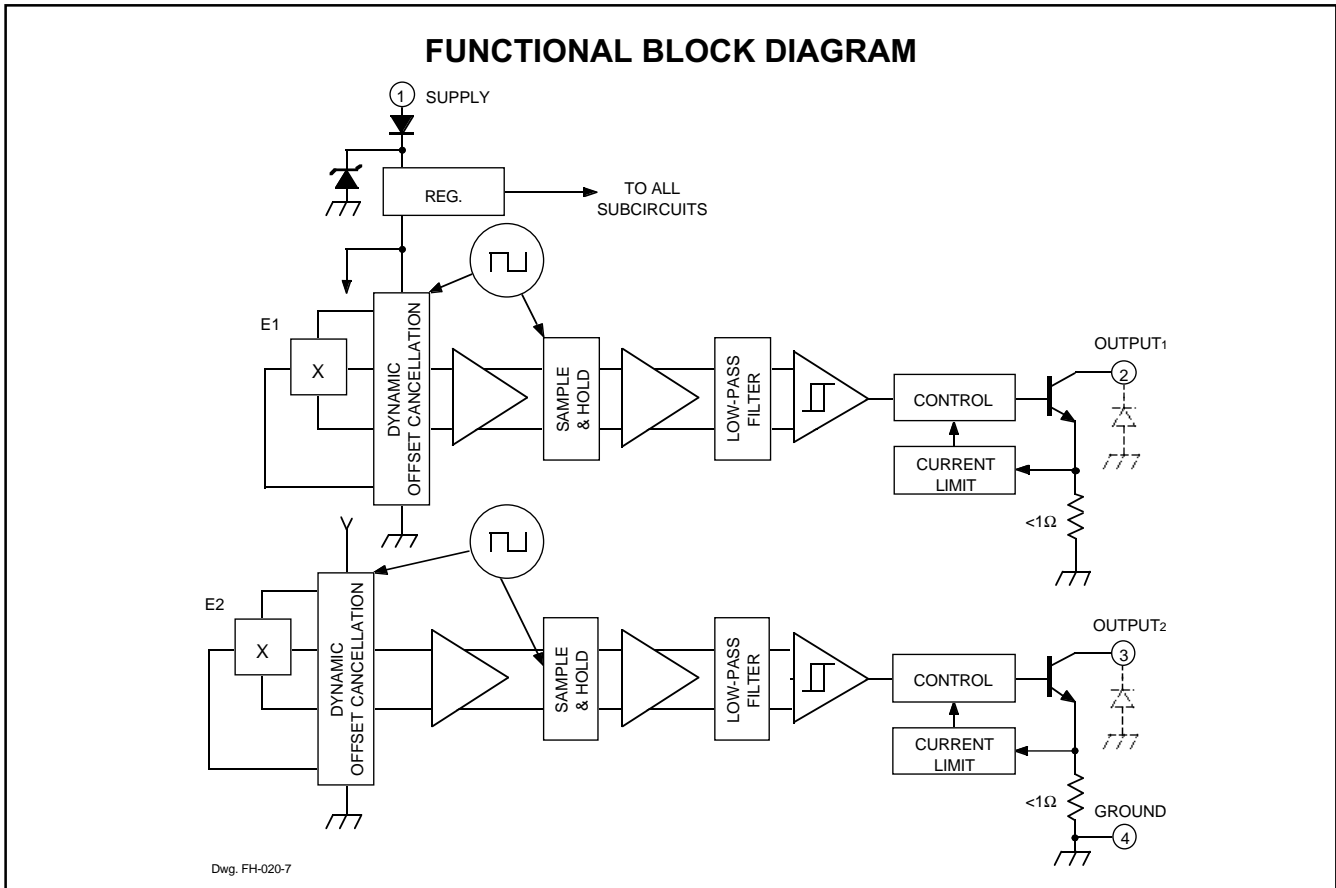 FUNCTIONAL BLOCK DIAGRAM
1 SUPPLY
REG.
TO ALL
SUBCIRCUITS
E1
X
DYNAMIC
OFFSET CANCELLATION
SAMPLE
& HOLD
LOW-PASS
FILTER
CONTROL
CURRENT
LIMIT
OUTPUT1
2
<1Ω
E2
X
DYNAMIC
OFFSET CANCELLATION
SAMPLE
& HOLD
LOW-PASS
FILTER
CONTROL
CURRENT
LIMIT
OUTPUT2
3
<1Ω
GROUND
4
Dwg. FH-020-7